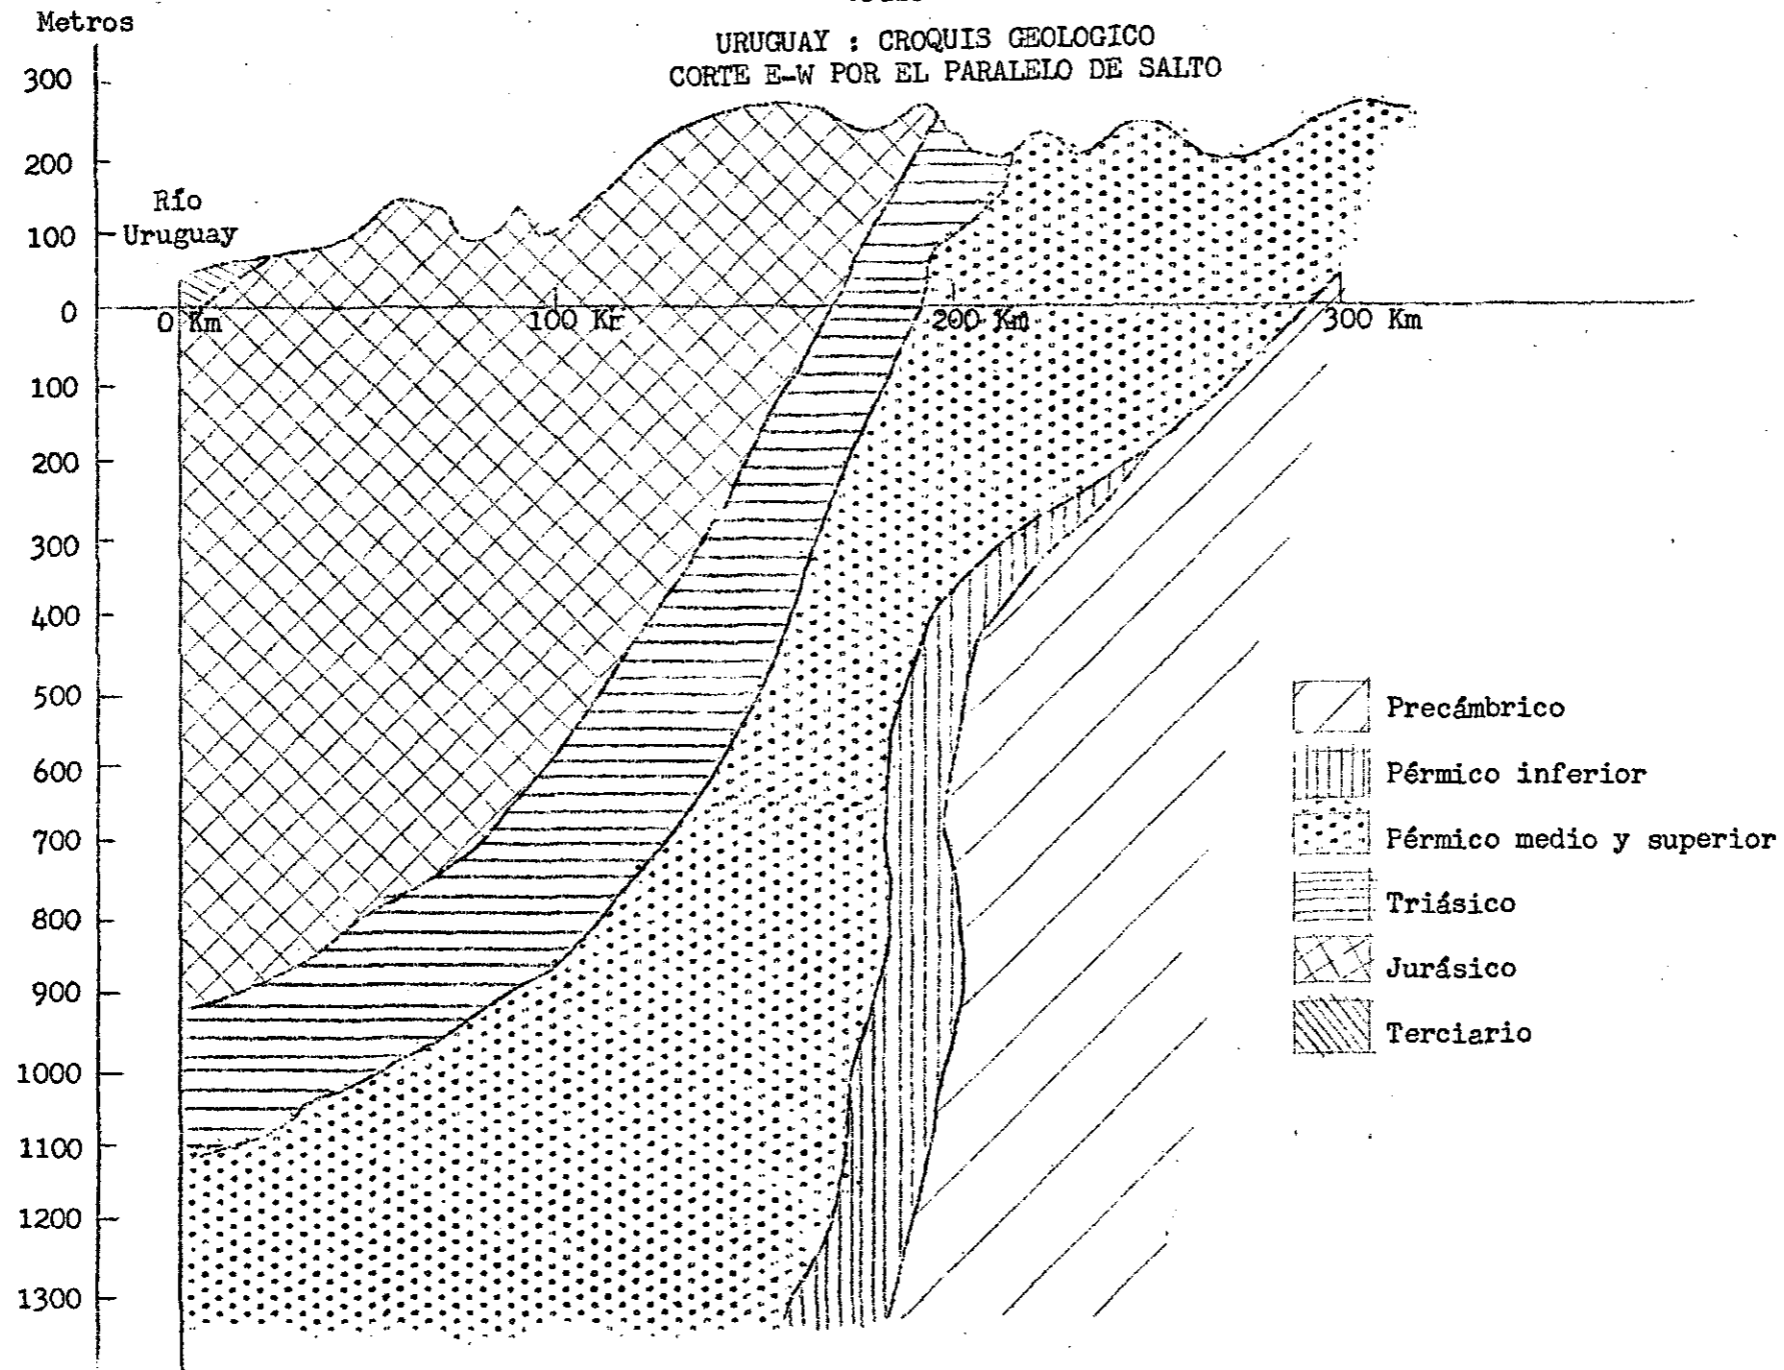 Metros
URUGUAY : CROQUIS GEOLOGICO
CORTE E-W POR EL PARALELO DE SALTO
300
200
100
0
100
200
300
400
500
600
700
800
900
1000
1100
1200
1300
Río
Uruguay
0 Km
100 Kr
200 Km
300 Km
Precámbrico
Pérmico inferior
Pérmico medio y superior
Triásico
Jurásico
Terciario